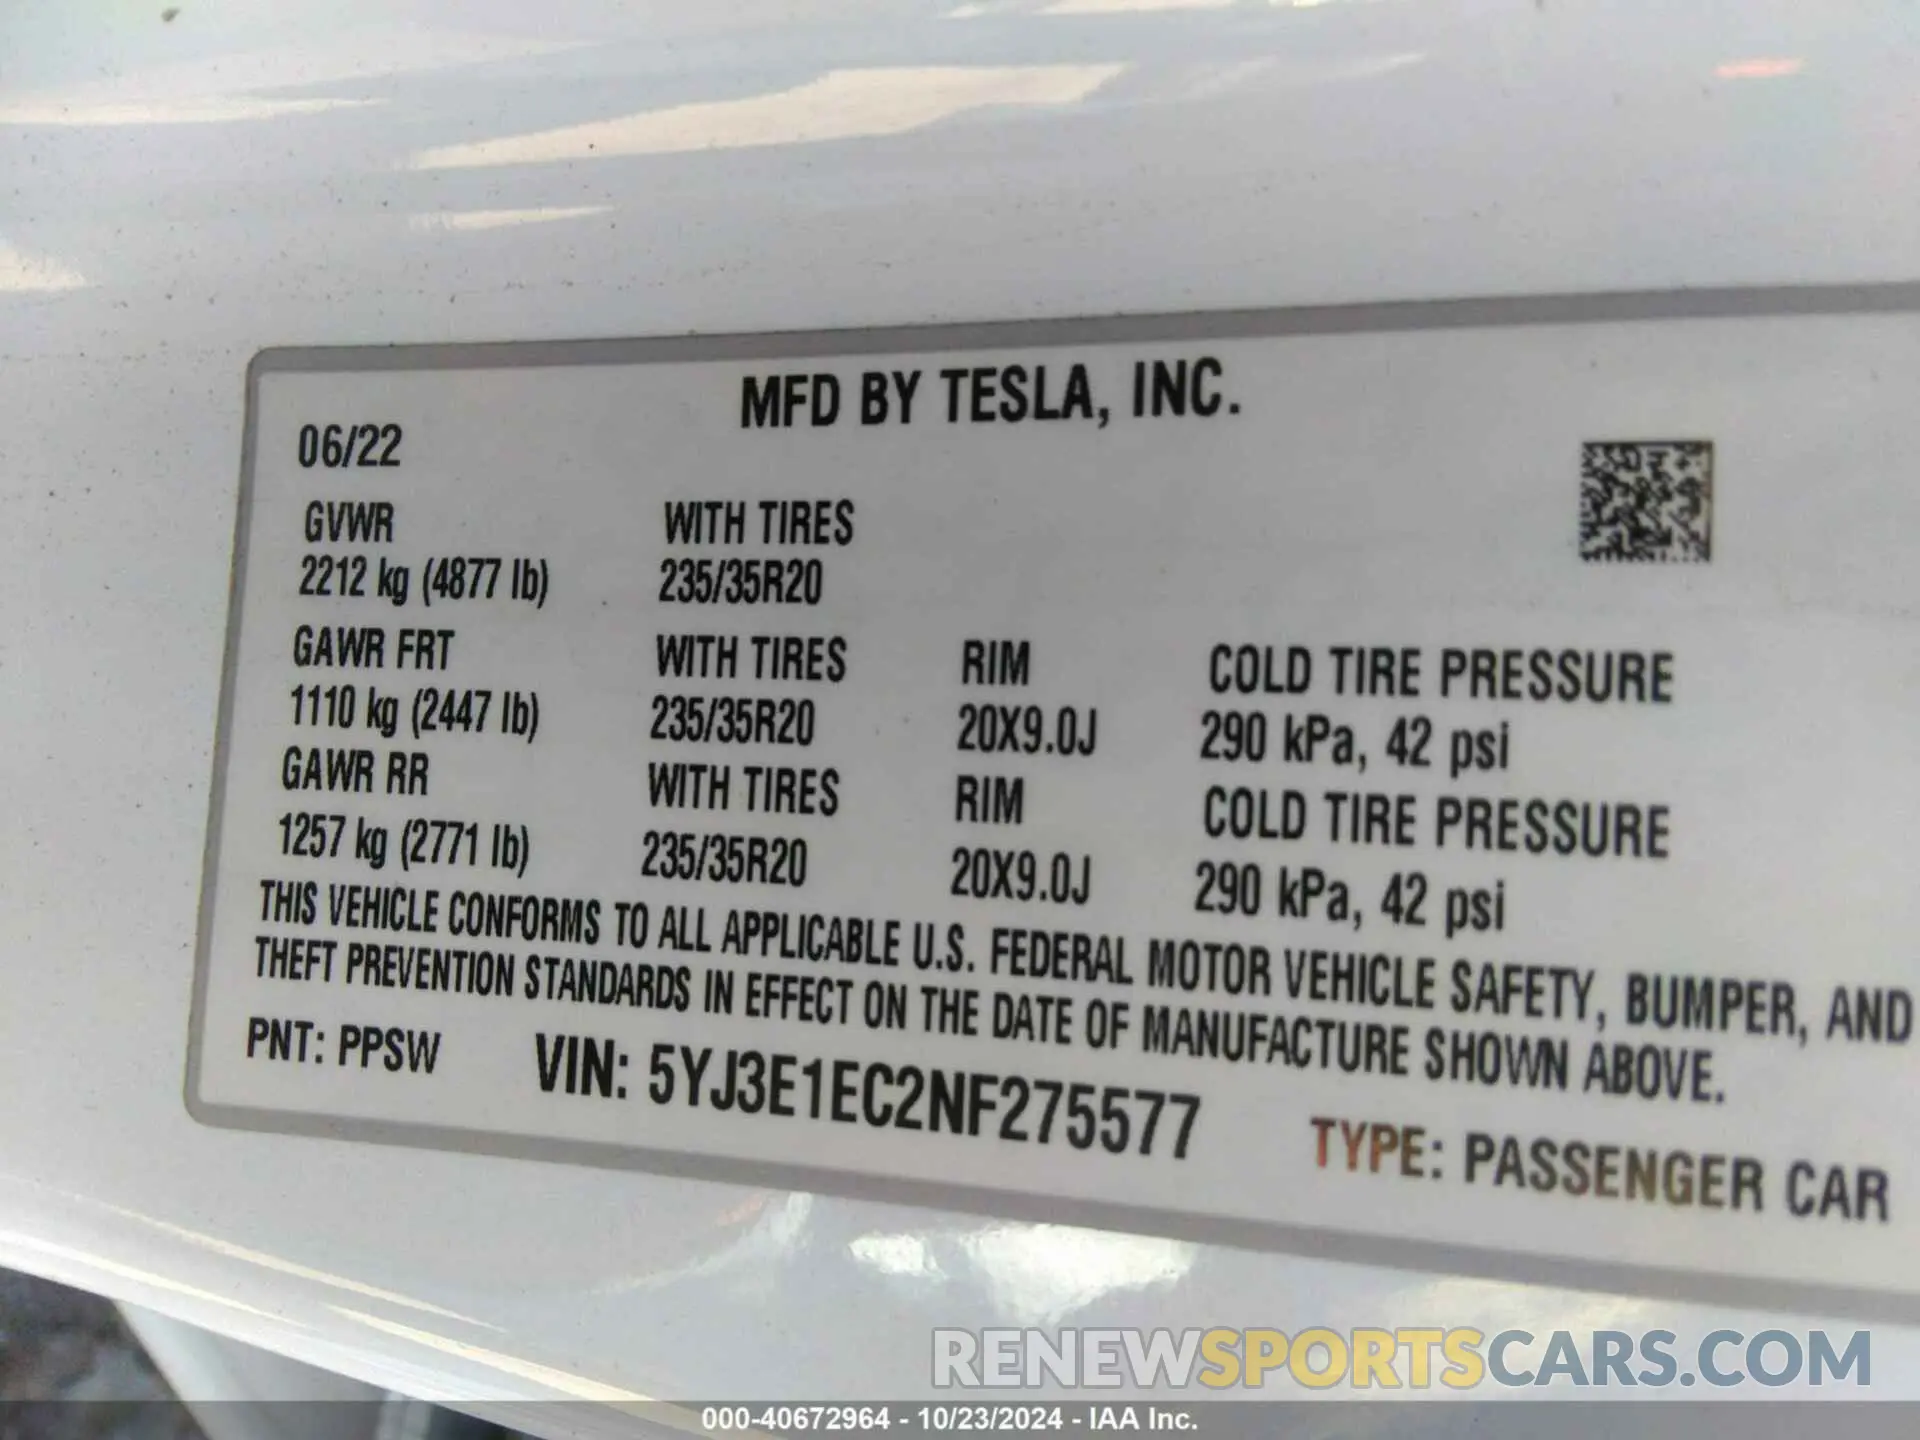 MFD BY TESLA, INC.
06/22
GVWR WITH TIRES
2212 kg (4877 lb) 235/35R20
GAWR FRT WITH TIRES RIM COLD TIRE PRESSURE
1110 kg (2447 lb) 235/35R20 20X9.0J 290 kPa, 42 psi
GAWR RR WITH TIRES RIM COLD TIRE PRESSURE
1257 kg (2771 lb) 235/35R20 20X9.0J 290 kPa, 42 psi
THIS VEHICLE CONFORMS TO ALL APPLICABLE U.S. FEDERAL MOTOR VEHICLE SAFETY, BUMPER, AND
THEFT PREVENTION STANDARDS IN EFFECT ON THE DATE OF MANUFACTURE SHOWN ABOVE.
PNT: PPSW VIN: 5YJ3E1EC2NF275577 TYPE: PASSENGER CAR
RENEWSPORTSCARS.COM
000-40672964 - 10/23/2024 - IAA Inc.